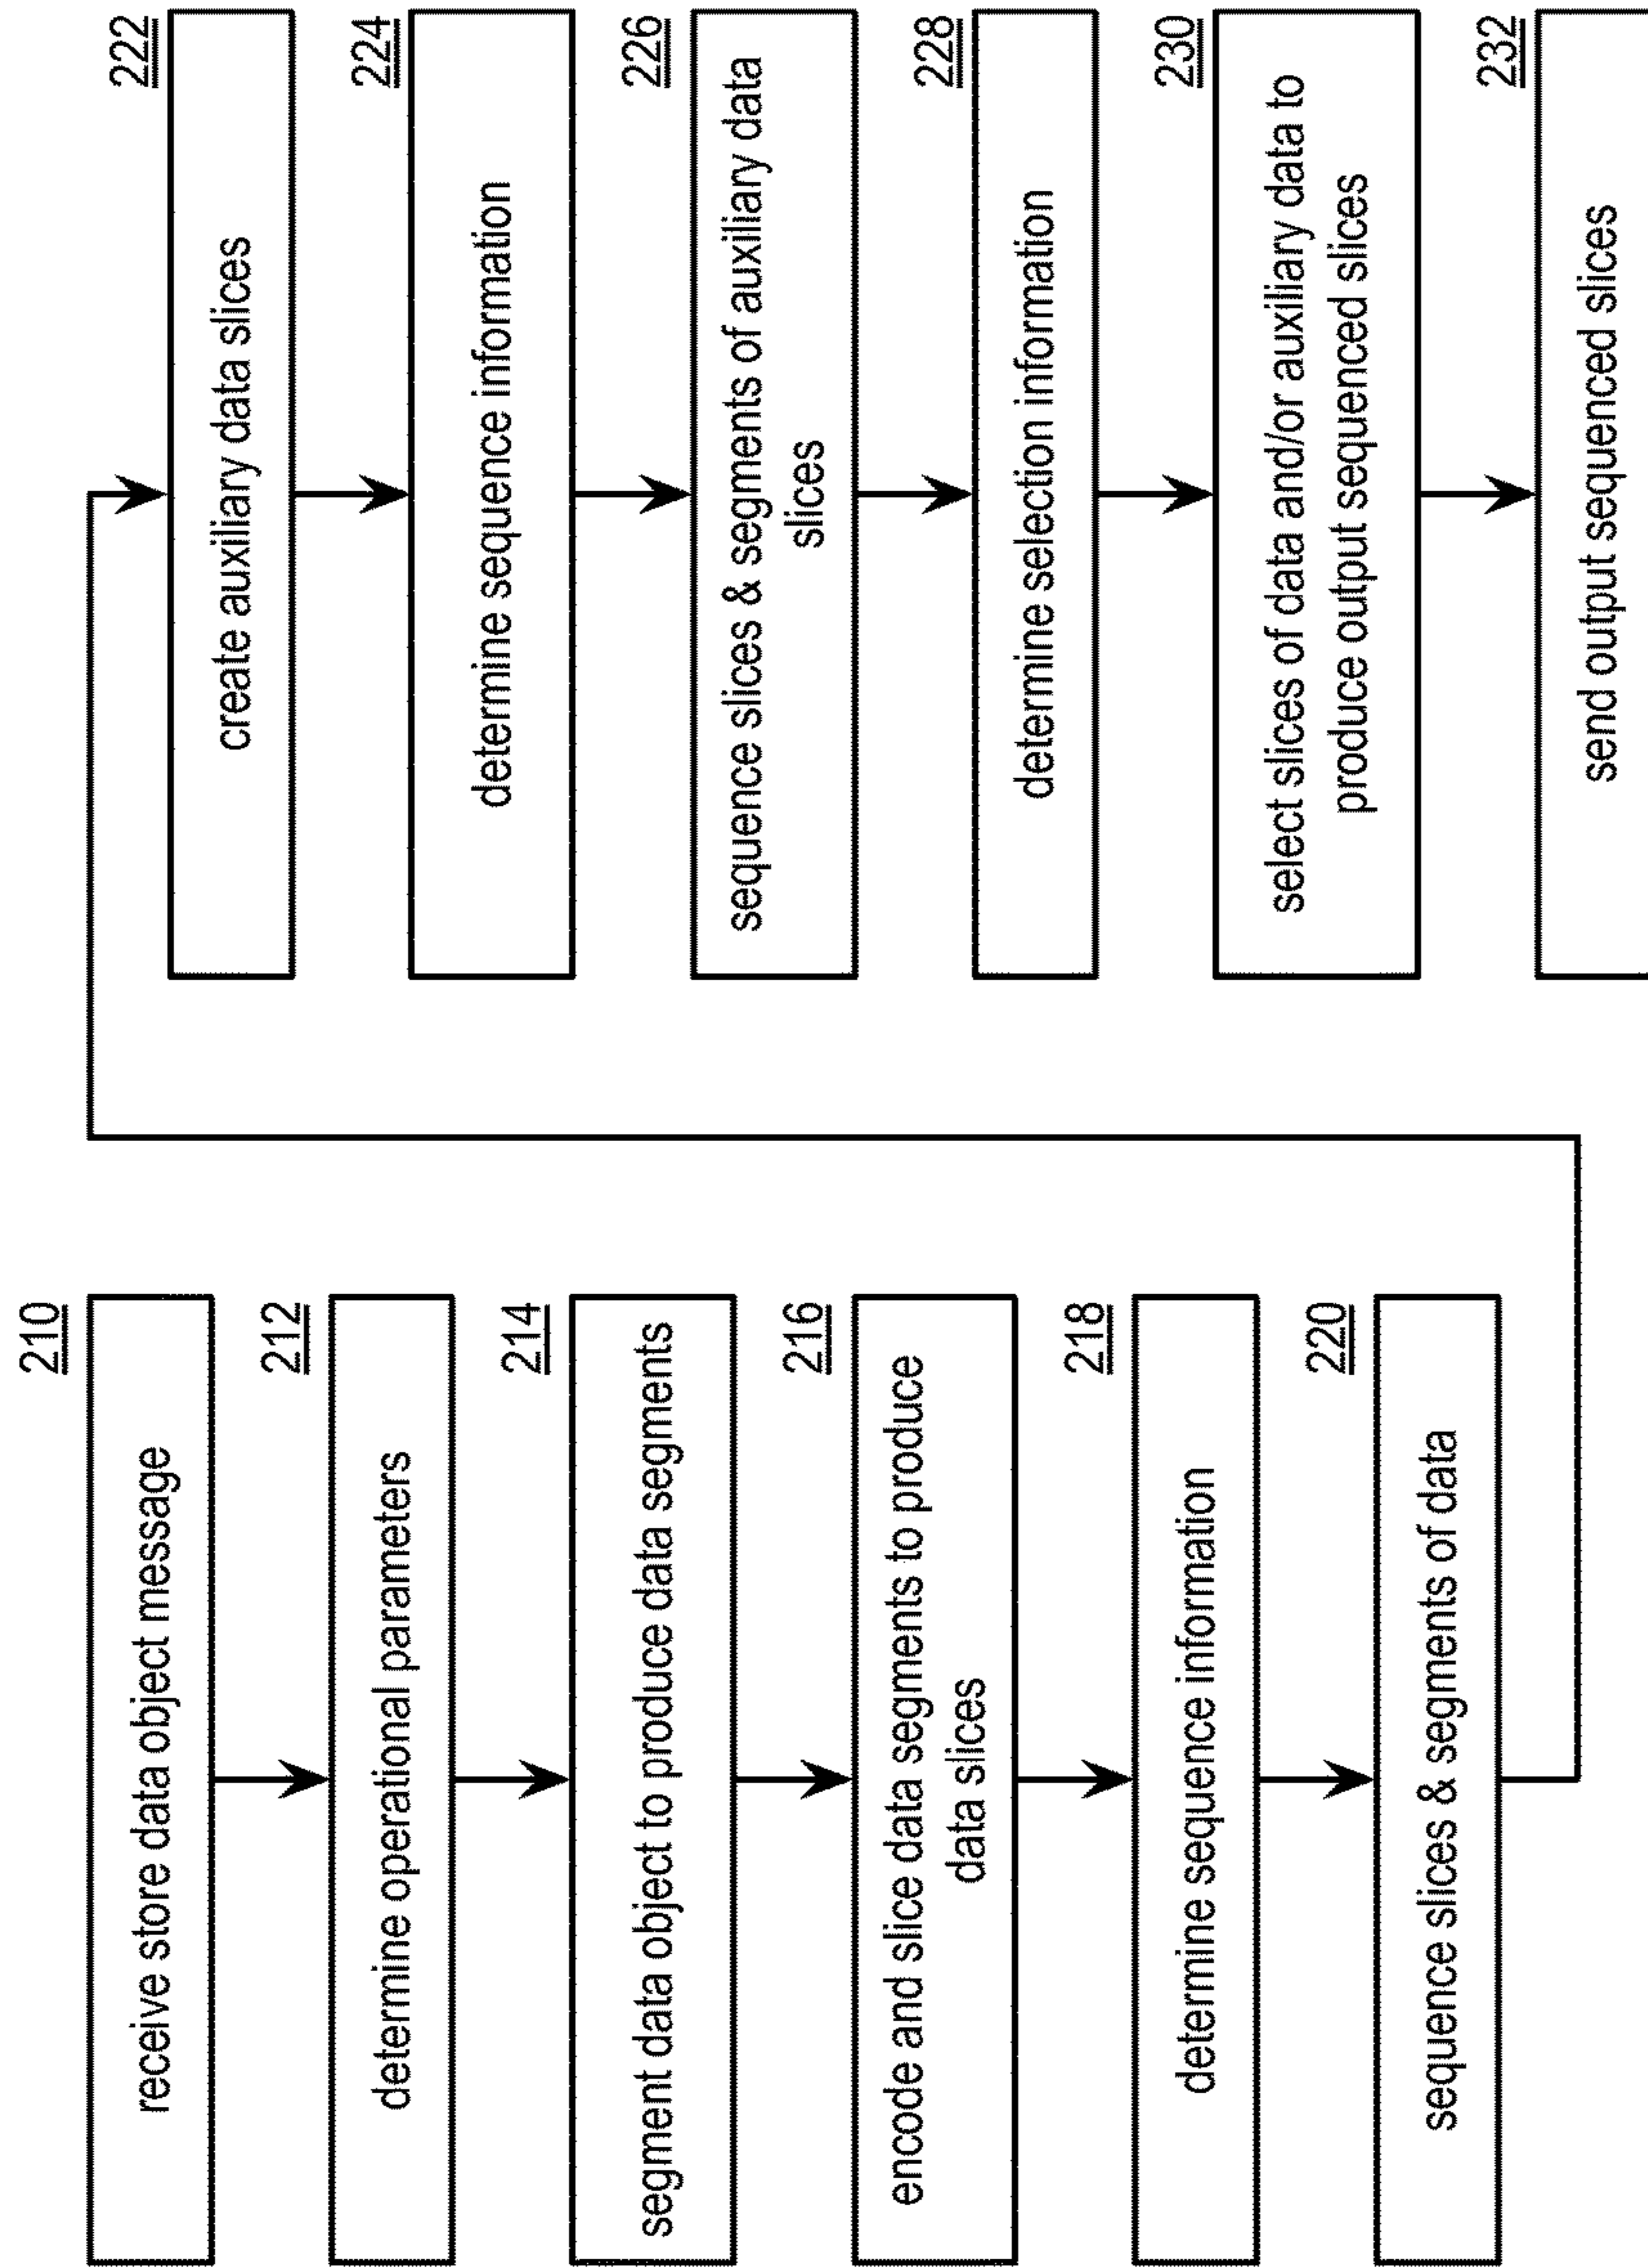 210
receive store data object message
212
determine operational parameters
214
segment data object to produce data segments
216
encode and slice data segments to produce
data slices
218
determine sequence information
220
sequence slices & segments of data
222
create auxiliary data slices
224
determine sequence information
226
sequence slices & segments of auxiliary data
slices
228
determine selection information
230
select slices of data and/or auxiliary data to
produce output sequenced slices
232
send output sequenced slices